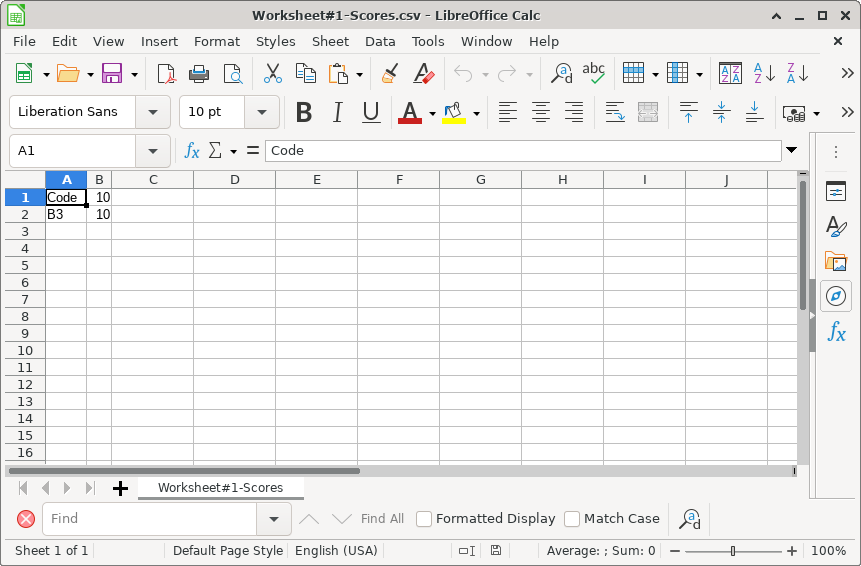 Worksheet#1-Scores.csv - LibreOffice Calc
File Edit View Insert Format Styles Sheet Data Tools Window Help
Liberation Sans 10 pt
A1 Code
A B C D E F G H I J
1 Code 10
2 B3 10
3
4
5
6
7
8
9
10
11
12
13
14
15
16
Worksheet#1-Scores
Find Find All Formatted Display Match Case
Sheet 1 of 1 Default Page Style English (USA) Average: ; Sum: 0 100%